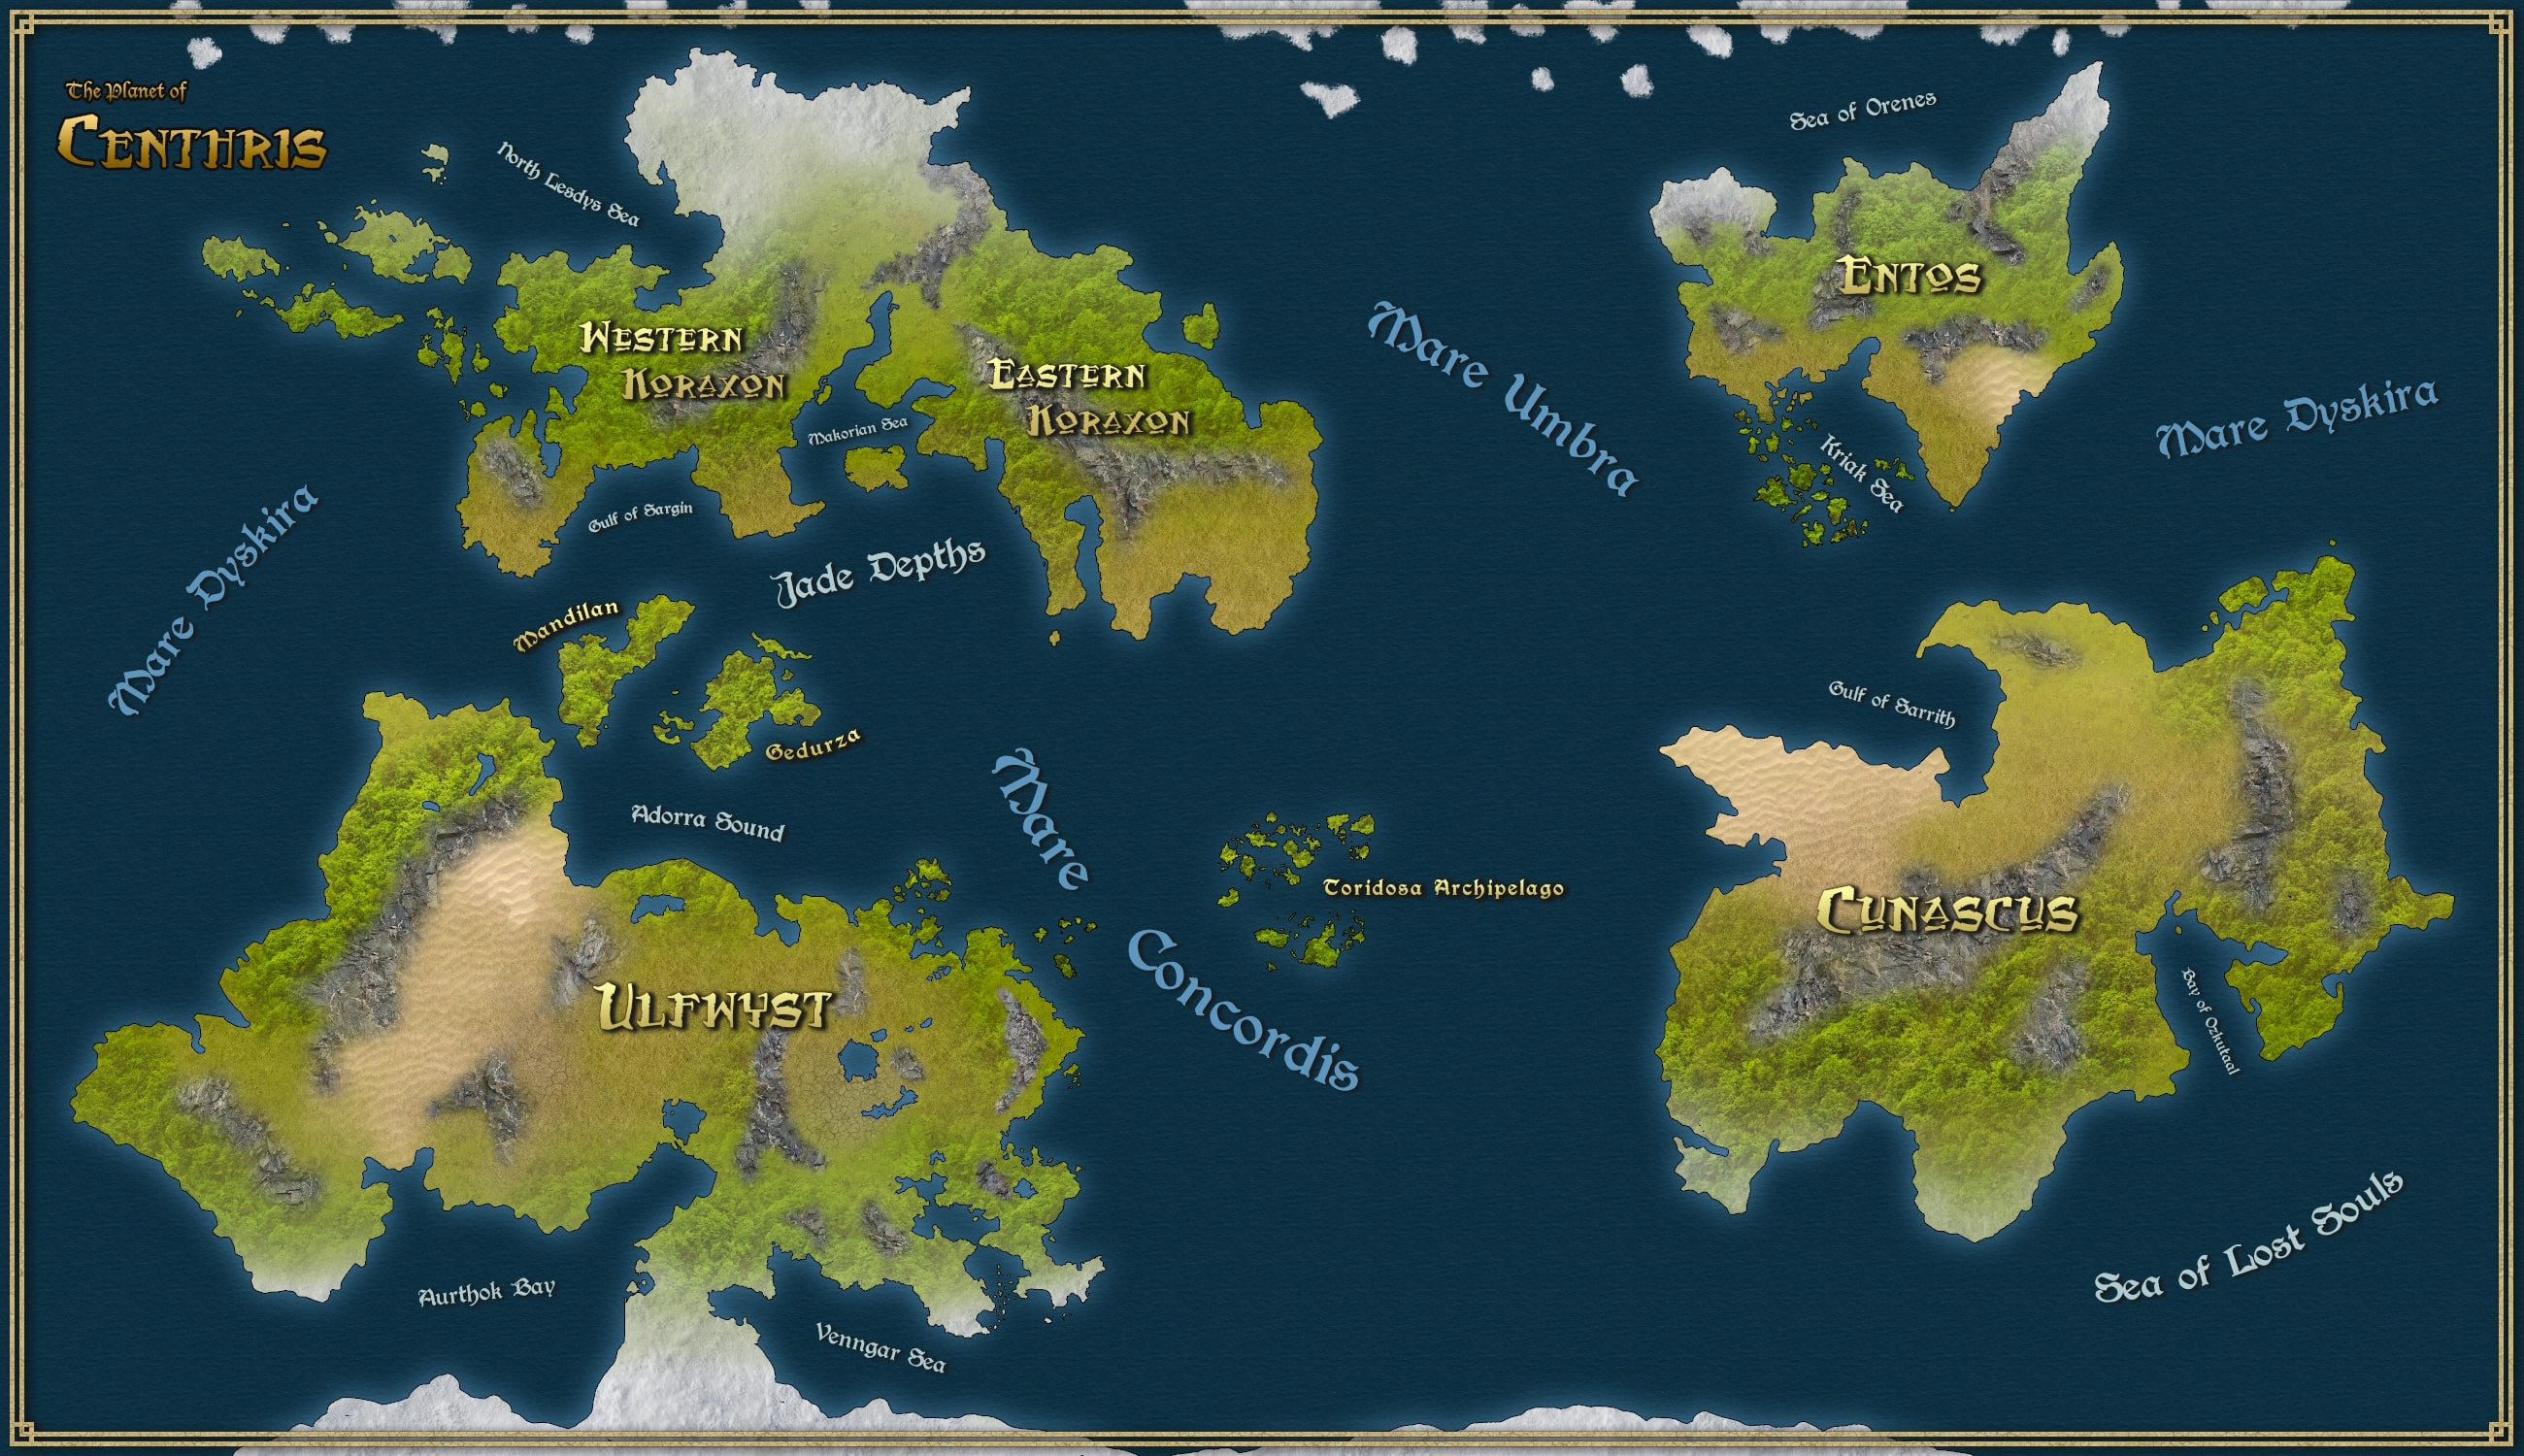 The Planet of
CENTHRIS
North Lesdys Sea
Sea of Orenes
WESTERN
KORAXON
EASTERN
KORAXON
ENTOS
Mare Umbra
Mare Dyskira
Makorian Sea
Kriak Sea
Gulf of Sargin
Mare Dyskira
Jade Depths
Mandilan
Gedurza
Gulf of Sarrith
Adorra Sound
Mare
Concordis
Toridosa Archipelago
CUNASCUS
ULFWYST
Bay of Ozkutaal
Aurthok Bay
Venngar Sea
Sea of Lost Souls